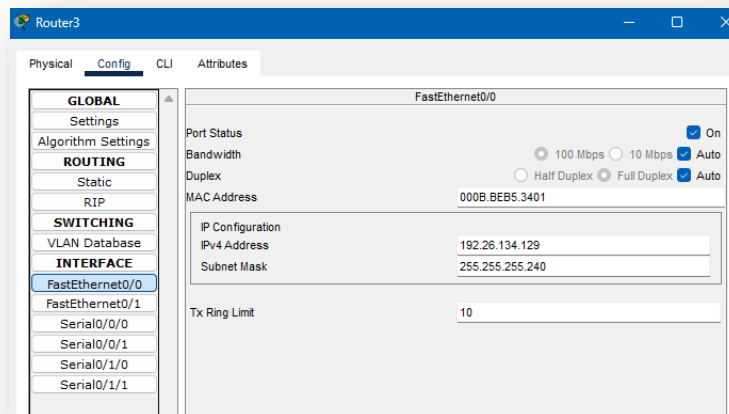 Router3
Physical Config CLI Attributes
GLOBAL
Settings
Algorithm Settings
ROUTING
Static
RIP
SWITCHING
VLAN Database
INTERFACE
FastEthernet0/0
FastEthernet0/1
Serial0/0/0
Serial0/0/1
Serial0/1/0
Serial0/1/1
FastEthernet0/0
Port Status On
Bandwidth 100 Mbps 10 Mbps Auto
Duplex Half Duplex Full Duplex Auto
MAC Address 000B.BEB5.3401
IP Configuration
IPv4 Address 192.26.134.129
Subnet Mask 255.255.255.240
Tx Ring Limit 10